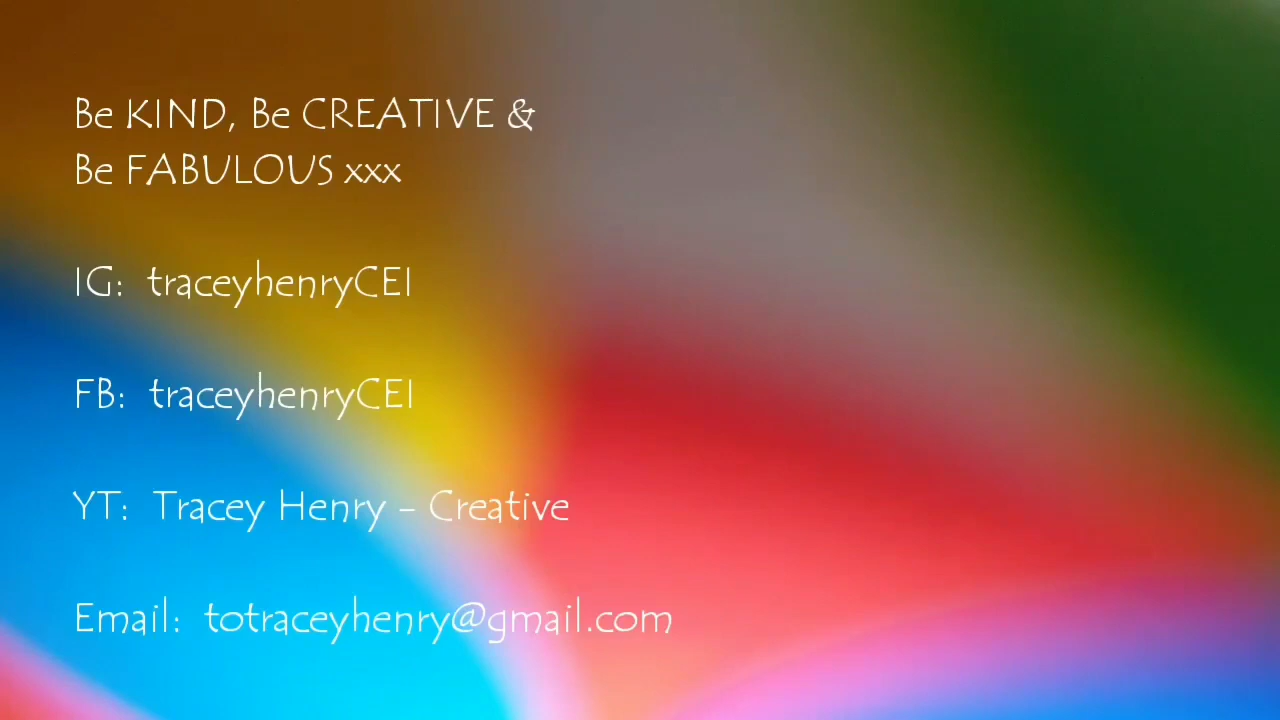 Be KIND, Be CREATIVE &
Be FABULOUS xxx
IG: traceyhenryCEI
FB: traceyhenryCEI
YT: Tracey Henry - Creative
Email: totraceyhenry@gmail.com